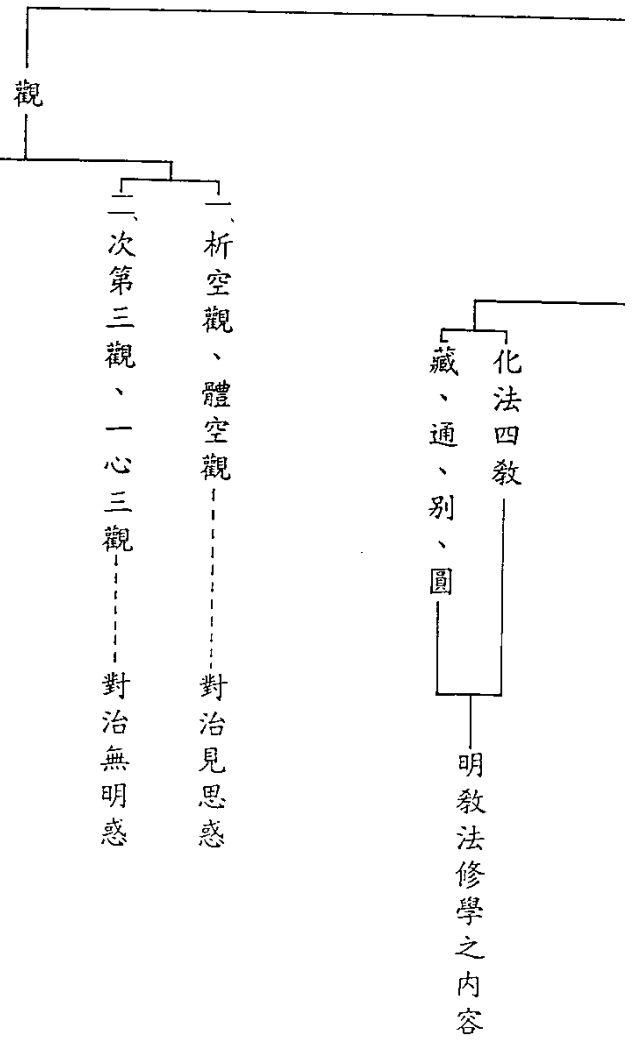 化法四教
藏、通、別、圓
明教法修學之內容
觀
一、析空觀、體空觀
對治見思惑
二、次第三觀、一心三觀
對治無明惑